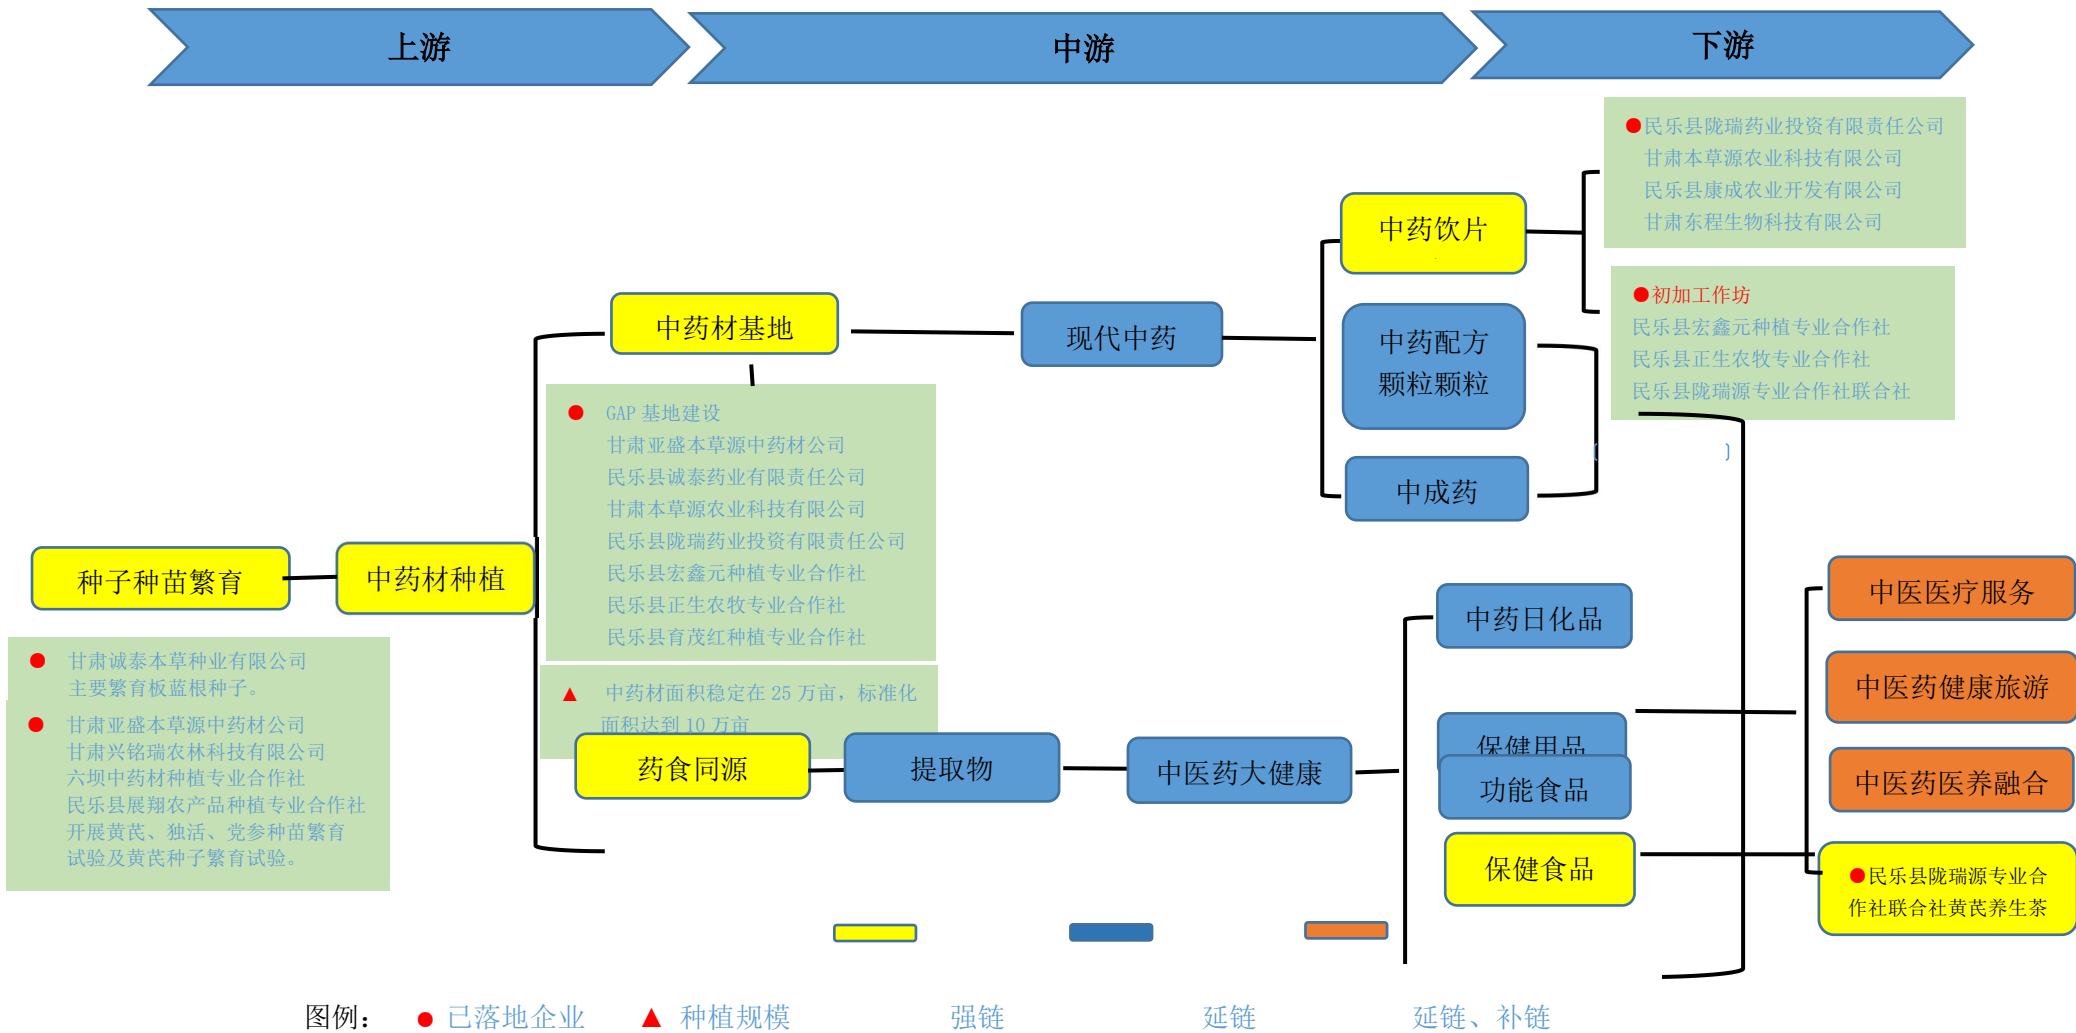 上游
中游
下游
●民乐县陇瑞药业投资有限责任公司
甘肃本草源农业科技有限公司
民乐县康成农业开发有限公司
甘肃东程生物科技有限公司
中药饮片
●初加工作坊
民乐县宏鑫元种植专业合作社
民乐县正生农牧专业合作社
民乐县陇瑞源专业合作社联合社
中药材基地
现代中药
中药配方
颗粒颗粒
中成药
● GAP 基地建设
甘肃亚盛本草源中药材公司
民乐县诚泰药业有限责任公司
甘肃本草源农业科技有限公司
民乐县陇瑞药业投资有限责任公司
民乐县宏鑫元种植专业合作社
民乐县正生农牧专业合作社
民乐县育茂红种植专业合作社
种子种苗繁育
中药材种植
● 甘肃诚泰本草种业有限公司
主要繁育板蓝根种子。
● 甘肃亚盛本草源中药材公司
甘肃兴铭瑞农林科技有限公司
六坝中药材种植专业合作社
民乐县展翔农产品种植专业合作社
开展黄芪、独活、党参种苗繁育
试验及黄芪种子繁育试验。
▲ 中药材面积稳定在 25 万亩，标准化
面积达到 10 万亩
药食同源
提取物
中医药大健康
中药日化品
保健用品
功能食品
保健食品
中医医疗服务
中医药健康旅游
中医药医养融合
●民乐县陇瑞源专业合
作社联合社黄芪养生茶
图例： ● 已落地企业 ▲ 种植规模 强链 延链 延链、补链